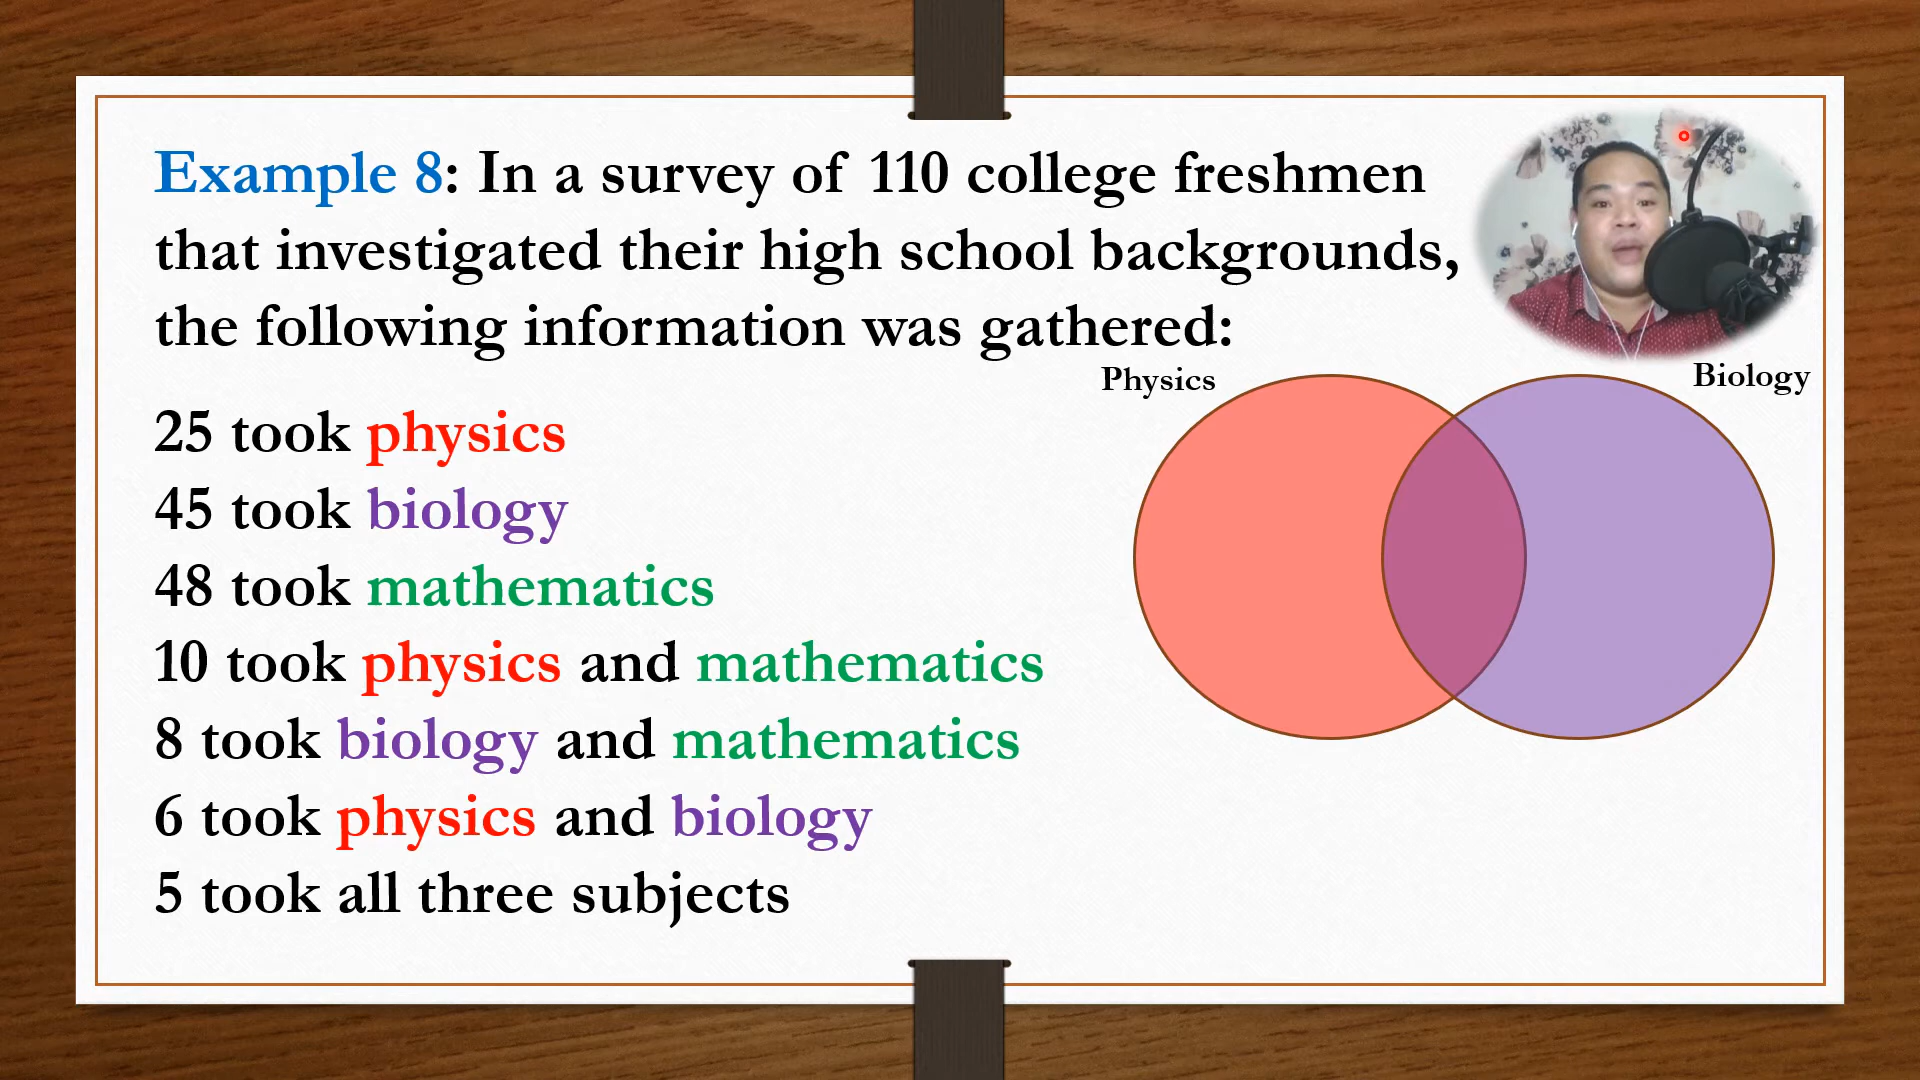 Example 8: In a survey of 110 college freshmen
that investigated their high school backgrounds,
the following information was gathered:
Physics
Biology
25 took physics
45 took biology
48 took mathematics
10 took physics and mathematics
8 took biology and mathematics
6 took physics and biology
5 took all three subjects